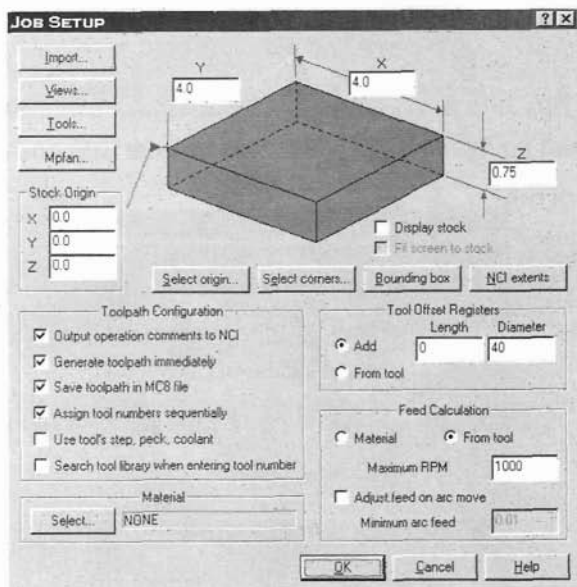 JOB SETUP
Import...
Views...
Tools...
Mpfan...
Y
4.0
X
4.0
Z
0.75
Stock Origin
X 0.0
Y 0.0
Z 0.0
Display stock
Fit screen to stock
Select origin...
Select corners...
Bounding box
NCI extents
Toolpath Configuration
Output operation comments to NCI
Generate toolpath immediately
Save toolpath in MC8 file
Assign tool numbers sequentially
Use tool's step, peck, coolant
Search tool library when entering tool number
Material
Select...
NONE
Tool Offset Registers
Length Diameter
Add 0 40
From tool
Feed Calculation
Material From tool
Maximum RPM 1000
Adjust feed on arc move
Minimum arc feed 0.01
OK
Cancel
Help